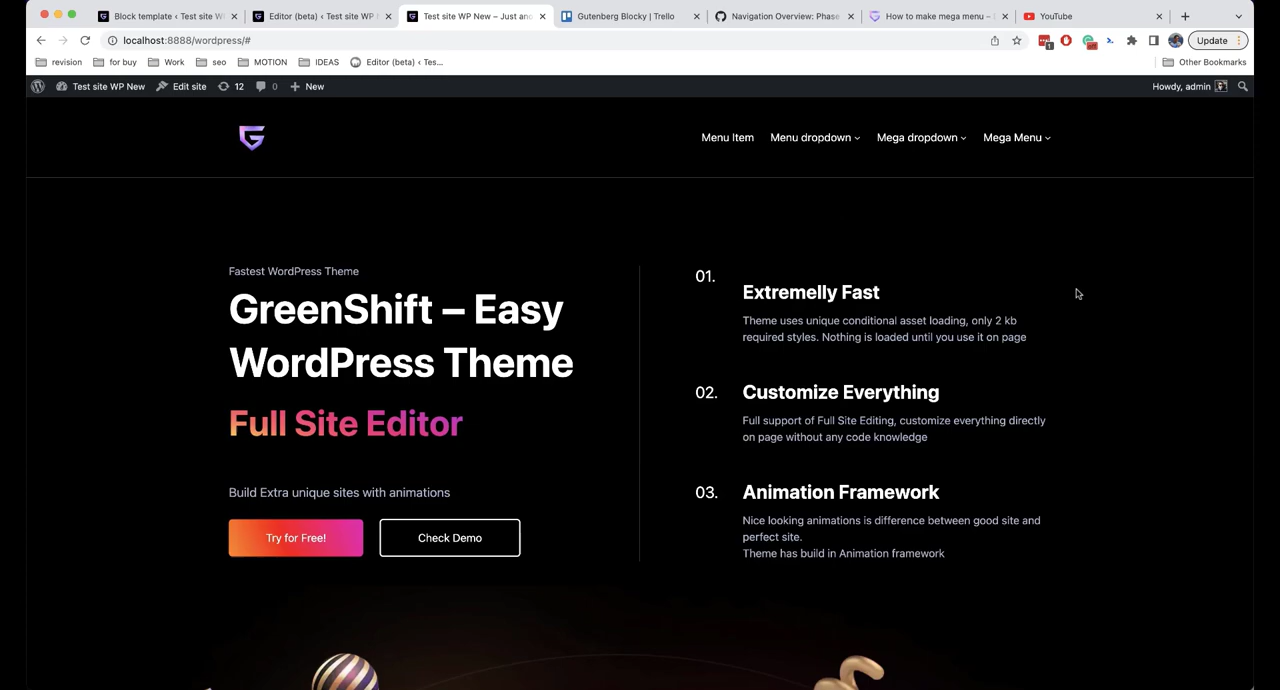 Block template ‹ Test site W
Editor (beta) ‹ Test site WP
Test site WP New – Just ano
Gutenberg Blocky | Trello
Navigation Overview: Phase
How to make mega menu –
YouTube
localhost:8888/wordpress/#
Update
revision
for buy
Work
seo
MOTION
IDEAS
Editor (beta) ‹ Tes...
Other Bookmarks
Test site WP New
Edit site
12
0
New
Howdy, admin
Menu Item
Menu dropdown
Mega dropdown
Mega Menu
Fastest WordPress Theme
GreenShift – Easy
WordPress Theme
Full Site Editor
Build Extra unique sites with animations
Try for Free!
Check Demo
01.
Extremelly Fast
Theme uses unique conditional asset loading, only 2 kb
required styles. Nothing is loaded until you use it on page
02.
Customize Everything
Full support of Full Site Editing, customize everything directly
on page without any code knowledge
03.
Animation Framework
Nice looking animations is difference between good site and
perfect site.
Theme has build in Animation framework